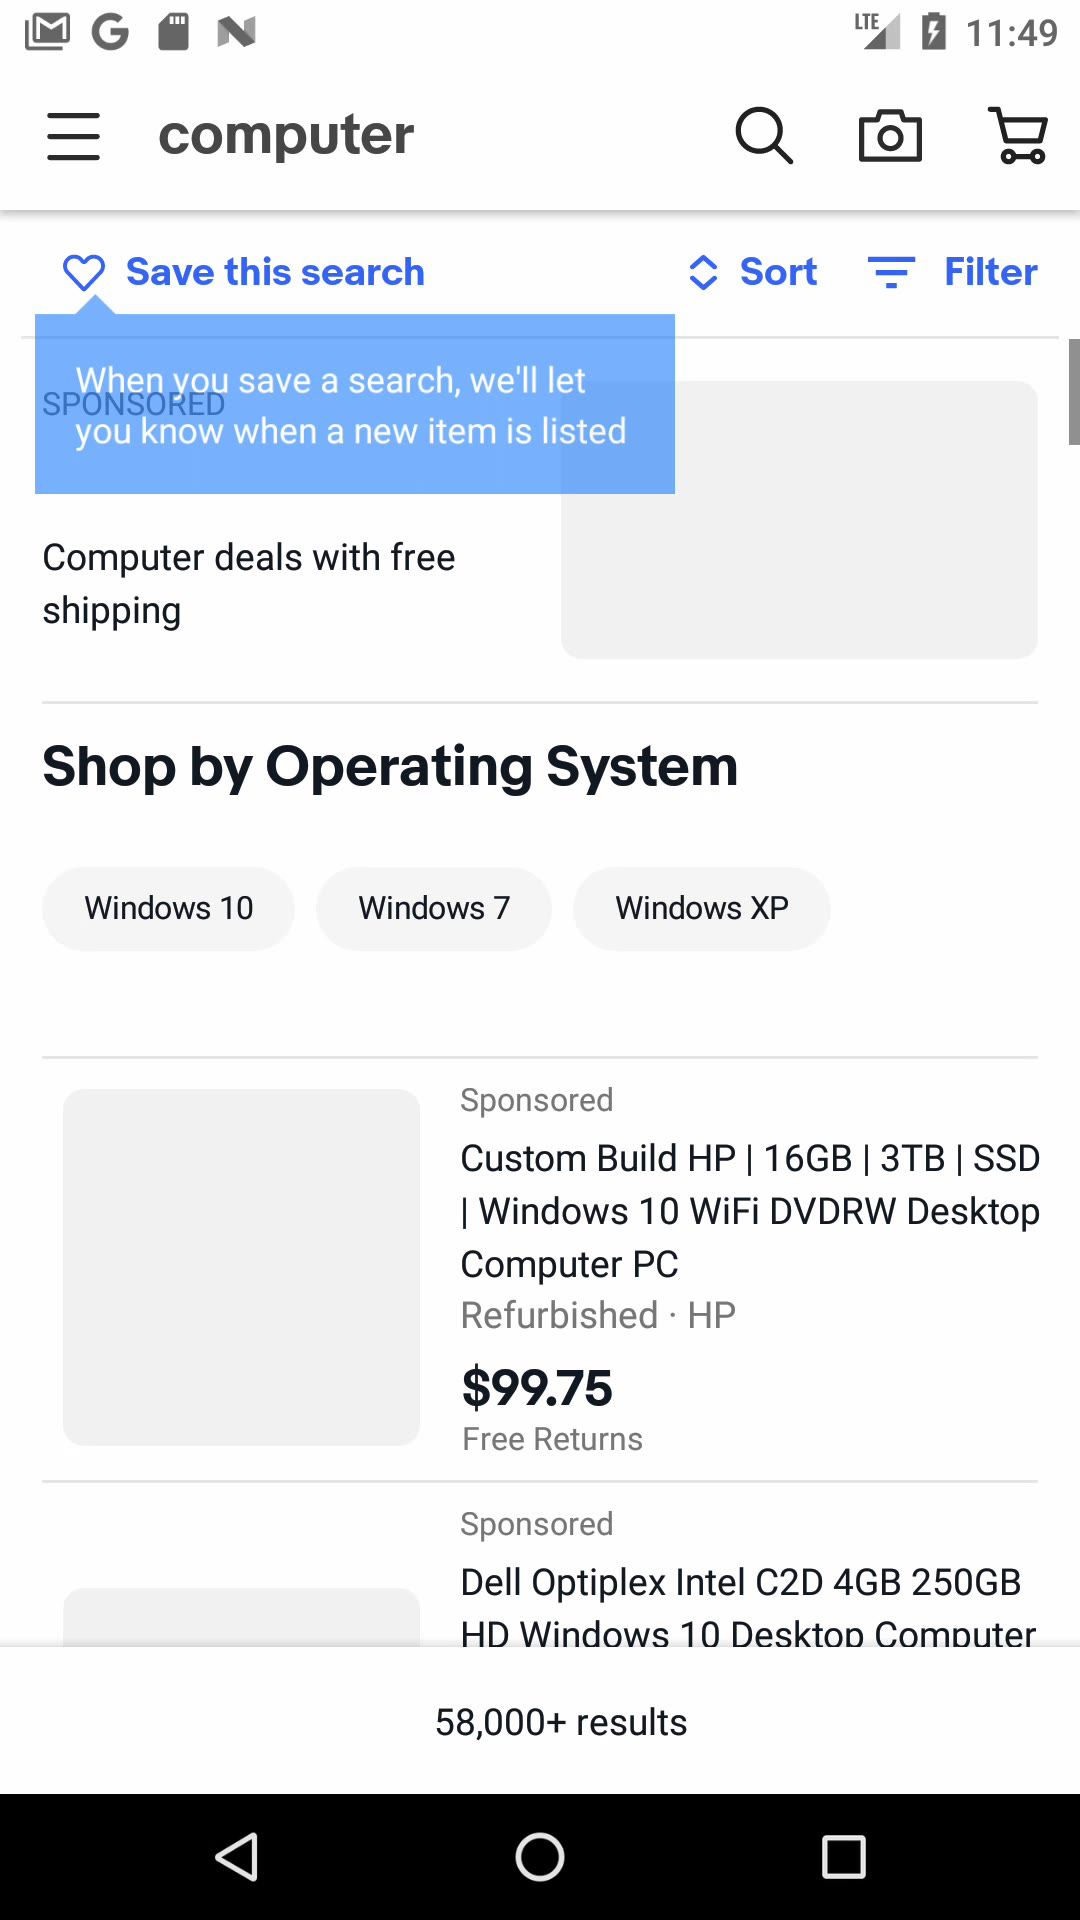 LTE 11:49
computer
Save this search Sort Filter
When you save a search, we'll let
SPONSORED
you know when a new item is listed
Computer deals with free
shipping
Shop by Operating System
Windows 10 Windows 7 Windows XP
Sponsored
Custom Build HP | 16GB | 3TB | SSD
| Windows 10 WiFi DVDRW Desktop
Computer PC
Refurbished · HP
$99.75
Free Returns
Sponsored
Dell Optiplex Intel C2D 4GB 250GB
HD Windows 10 Desktop Computer
58,000+ results